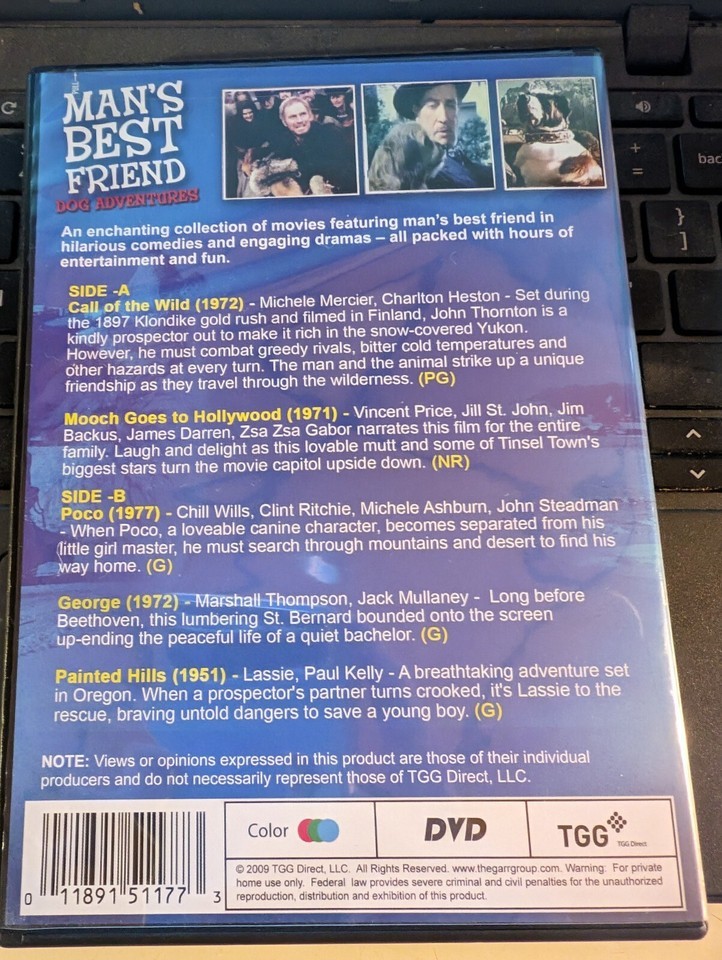 MAN'S
BEST
FRIEND
DOG ADVENTURES
An enchanting collection of movies featuring man's best friend in
hilarious comedies and engaging dramas – all packed with hours of
entertainment and fun.
SIDE -A
Call of the Wild (1972) - Michele Mercier, Charlton Heston - Set during
the 1897 Klondike gold rush and filmed in Finland, John Thornton is a
kindly prospector out to make it rich in the snow-covered Yukon.
However, he must combat greedy rivals, bitter cold temperatures and
other hazards at every turn. The man and the animal strike up a unique
friendship as they travel through the wilderness. (PG)
Mooch Goes to Hollywood (1971) - Vincent Price, Jill St. John, Jim
Backus, James Darren, Zsa Zsa Gabor narrates this film for the entire
family. Laugh and delight as this lovable mutt and some of Tinsel Town's
biggest stars turn the movie capitol upside down. (NR)
SIDE -B
Poco (1977) - Chill Wills, Clint Ritchie, Michele Ashburn, John Steadman
- When Poco, a loveable canine character, becomes separated from his
little girl master, he must search through mountains and desert to find his
way home. (G)
George (1972) - Marshall Thompson, Jack Mullaney - Long before
Beethoven, this lumbering St. Bernard bounded onto the screen
up-ending the peaceful life of a quiet bachelor. (G)
Painted Hills (1951) - Lassie, Paul Kelly - A breathtaking adventure set
in Oregon. When a prospector's partner turns crooked, it's Lassie to the
rescue, braving untold dangers to save a young boy. (G)
NOTE: Views or opinions expressed in this product are those of their individual
producers and do not necessarily represent those of TGG Direct, LLC.
Color
DVD
TGG
TGG Direct
© 2009 TGG Direct, LLC. All Rights Reserved. www.thegarrgroup.com. Warning: For private
home use only. Federal law provides severe criminal and civil penalties for the unauthorized
reproduction, distribution and exhibition of this product.
0 11891 51177 3
+
=
bac
}
]